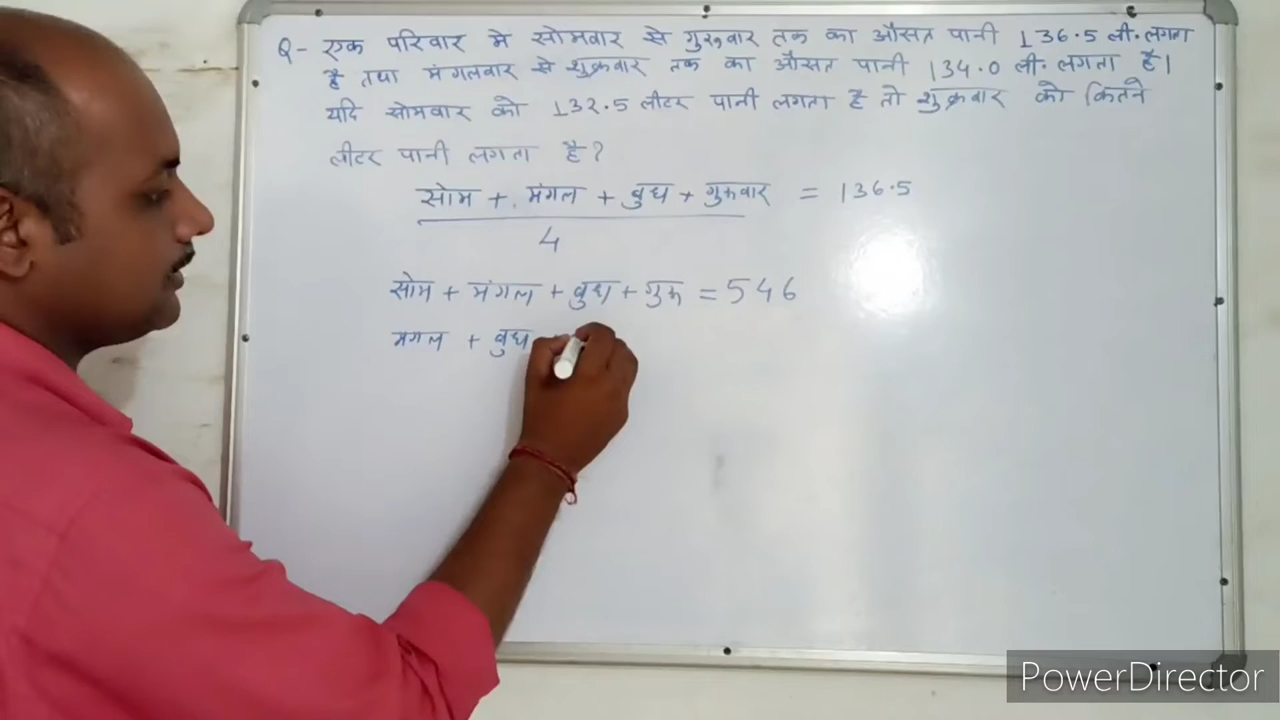 Q- एक परिवार मे सोमवार से गुरुवार तक का औसत पानी 136.5 ली. लगता
है तथा मंगलवार से शुक्रवार तक का औसत पानी 134.0 ली. लगता है।
यदि सोमवार को 132.5 लीटर पानी लगता है तो शुक्रवार को कितने
लीटर पानी लगता है?
सोम + मंगल + बुध + गुरुवार = 136.5
4
सोम + मंगल + बुध + गुरु = 546
मगल + बुध
PowerDirector